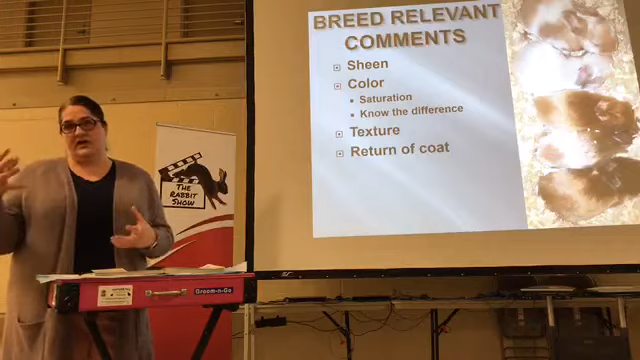 BREED RELEVANT
COMMENTS
Sheen
Color
Saturation
Know the difference
Texture
Return of coat
THE
RABBIT
SHOW
Groom-n-Go